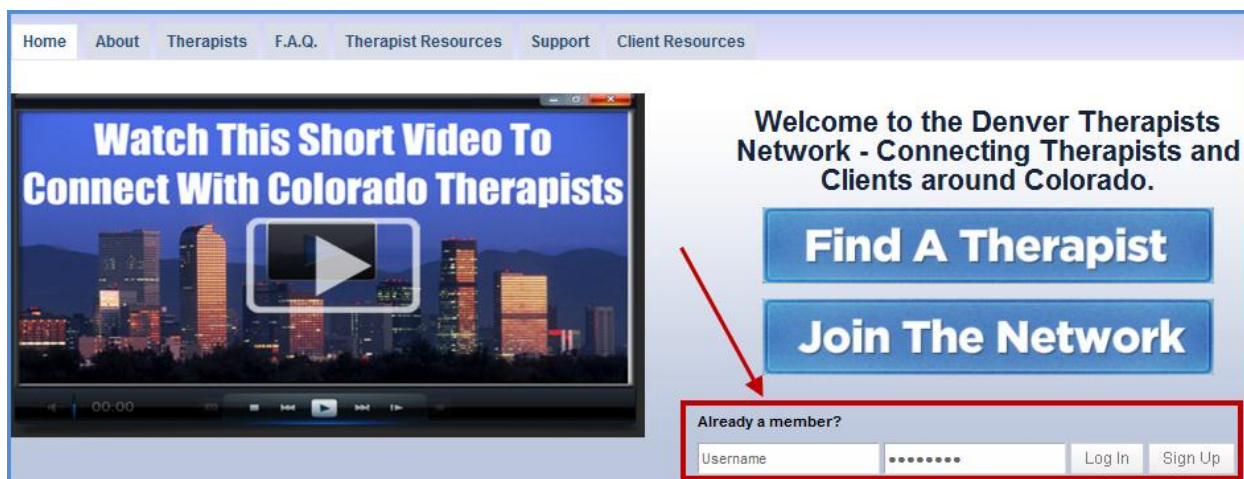 Home About Therapists F.A.Q. Therapist Resources Support Client Resources
Watch This Short Video To
Connect With Colorado Therapists
00:00
Welcome to the Denver Therapists
Network - Connecting Therapists and
Clients around Colorado.
Find A Therapist
Join The Network
Already a member?
Username •••••••• Log In Sign Up